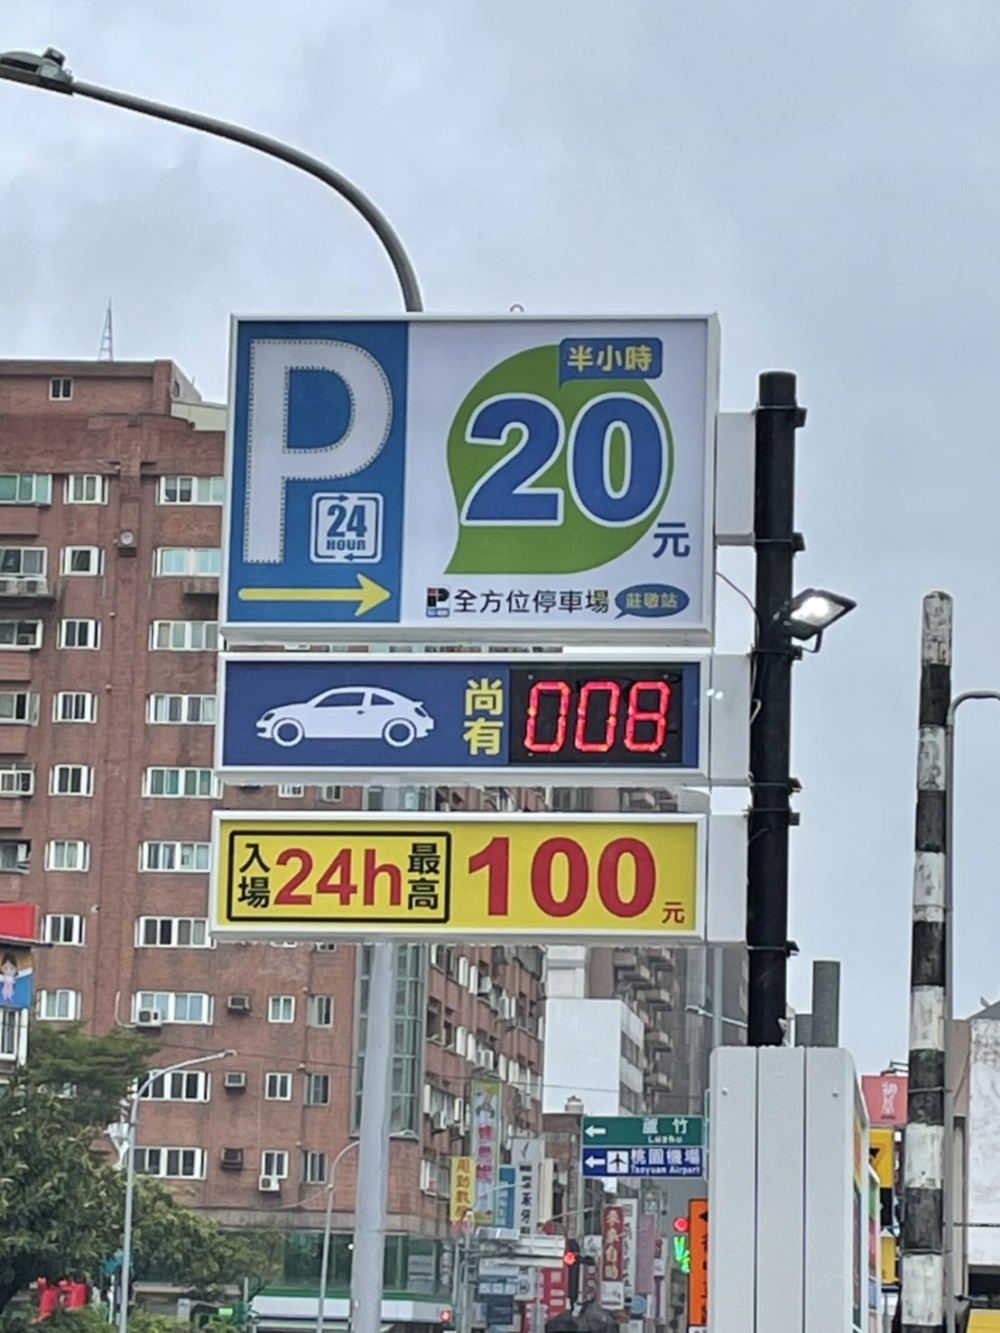 P
半小時
20
元
24
HOUR
全方位停車場 莊敬站
尚有
008
入場 24h 最高 100 元
蘆竹
Luzhu
桃園機場
Taoyuan Airport